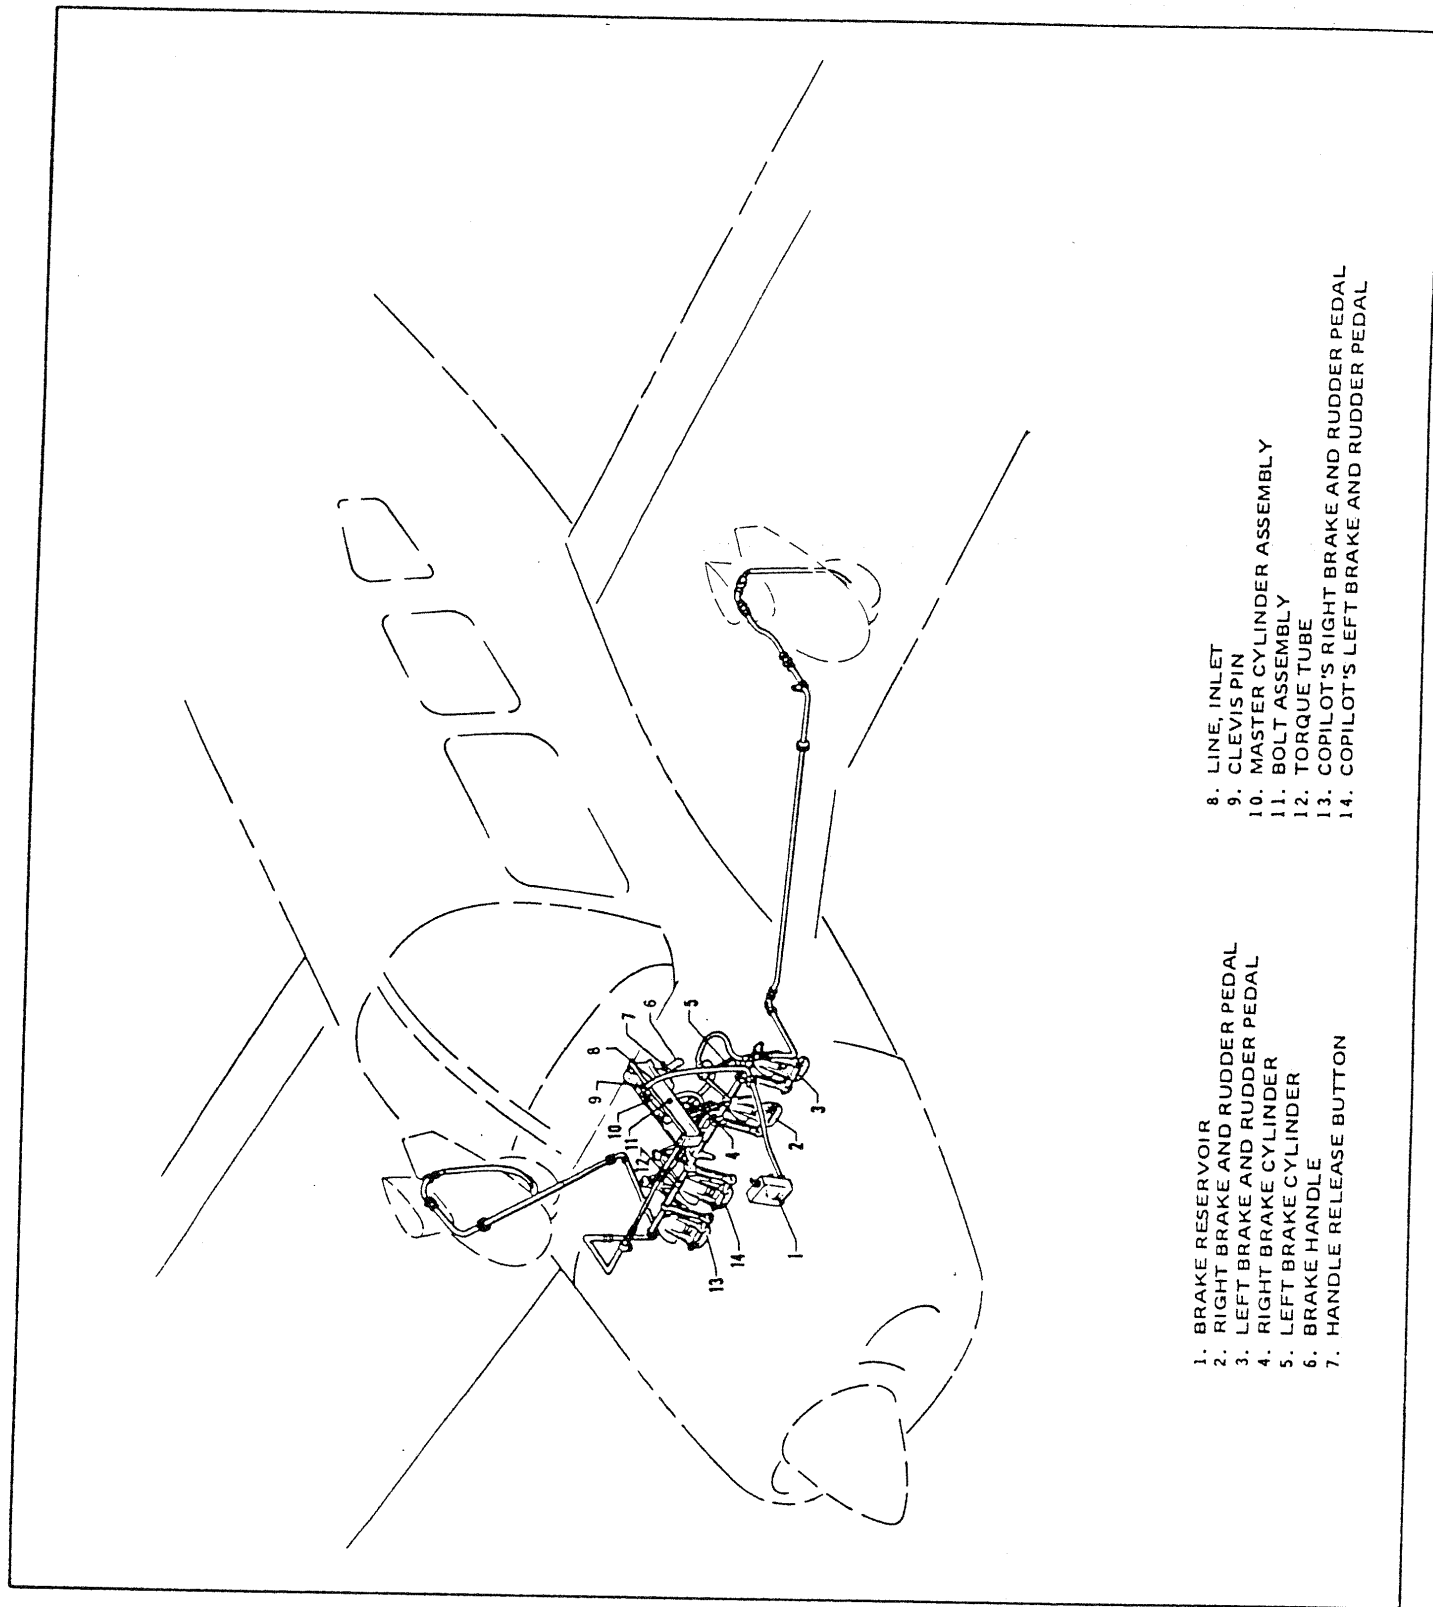 8
7
6
9
5
10
11
12
4
3
2
14
13
1
1. BRAKE RESERVOIR
2. RIGHT BRAKE AND RUDDER PEDAL
3. LEFT BRAKE AND RUDDER PEDAL
4. RIGHT BRAKE CYLINDER
5. LEFT BRAKE CYLINDER
6. BRAKE HANDLE
7. HANDLE RELEASE BUTTON
8. LINE, INLET
9. CLEVIS PIN
10. MASTER CYLINDER ASSEMBLY
11. BOLT ASSEMBLY
12. TORQUE TUBE
13. COPILOT'S RIGHT BRAKE AND RUDDER PEDAL
14. COPILOT'S LEFT BRAKE AND RUDDER PEDAL